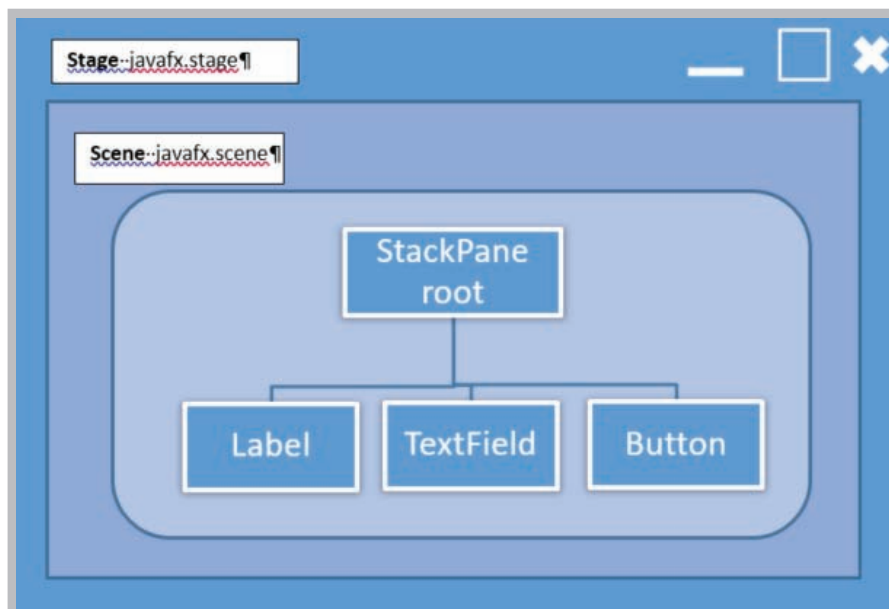 Stage··javafx.stage¶
Scene··javafx.scene¶
StackPane
root
Label
TextField
Button